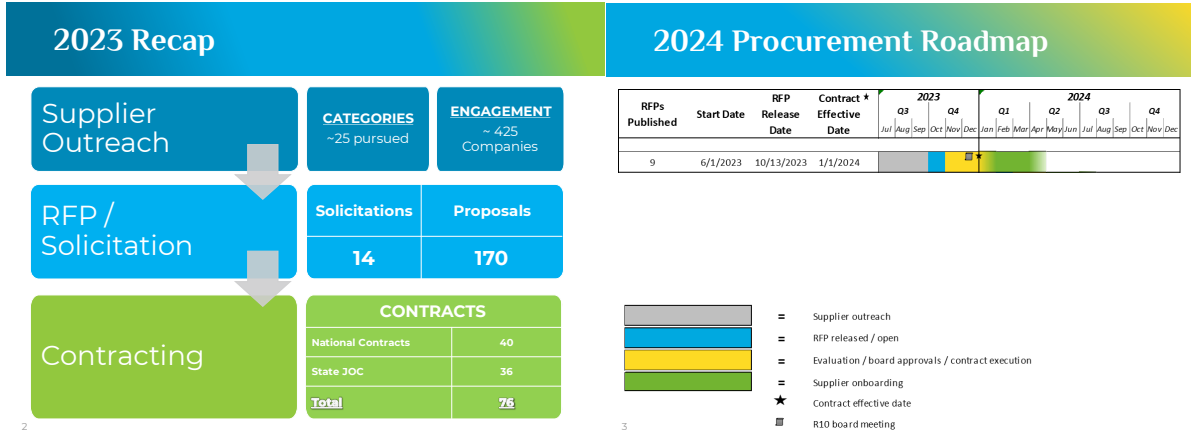 2023 Recap
Supplier
Outreach
CATEGORIES
~25 pursued
ENGAGEMENT
~ 425
Companies
RFP /
Solicitation
Solicitations Proposals
14 170
Contracting
CONTRACTS
National Contracts 40
State JOC 36
Total 76
2
2024 Procurement Roadmap
RFPs
Published
Start Date
RFP
Release
Date
Contract ★
Effective
Date
2023 2024
Q3 Q4 Q1 Q2 Q3 Q4
Jul Aug Sep Oct Nov Dec Jan Feb Mar Apr May Jun Jul Aug Sep Oct Nov Dec
9 6/1/2023 10/13/2023 1/1/2024
= Supplier outreach
= RFP released / open
= Evaluation / board approvals / contract execution
= Supplier onboarding
★ Contract effective date
R10 board meeting
3